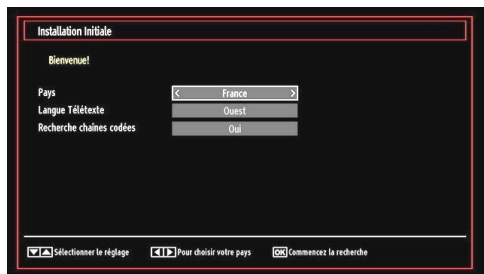 Installation Initiale
Bienvenue!
Pays < France >
Langue Télétexte Ouest
Recherche chaînes codées Oui
Sélectionner le réglage Pour choisir votre pays OK Commencez la recherche